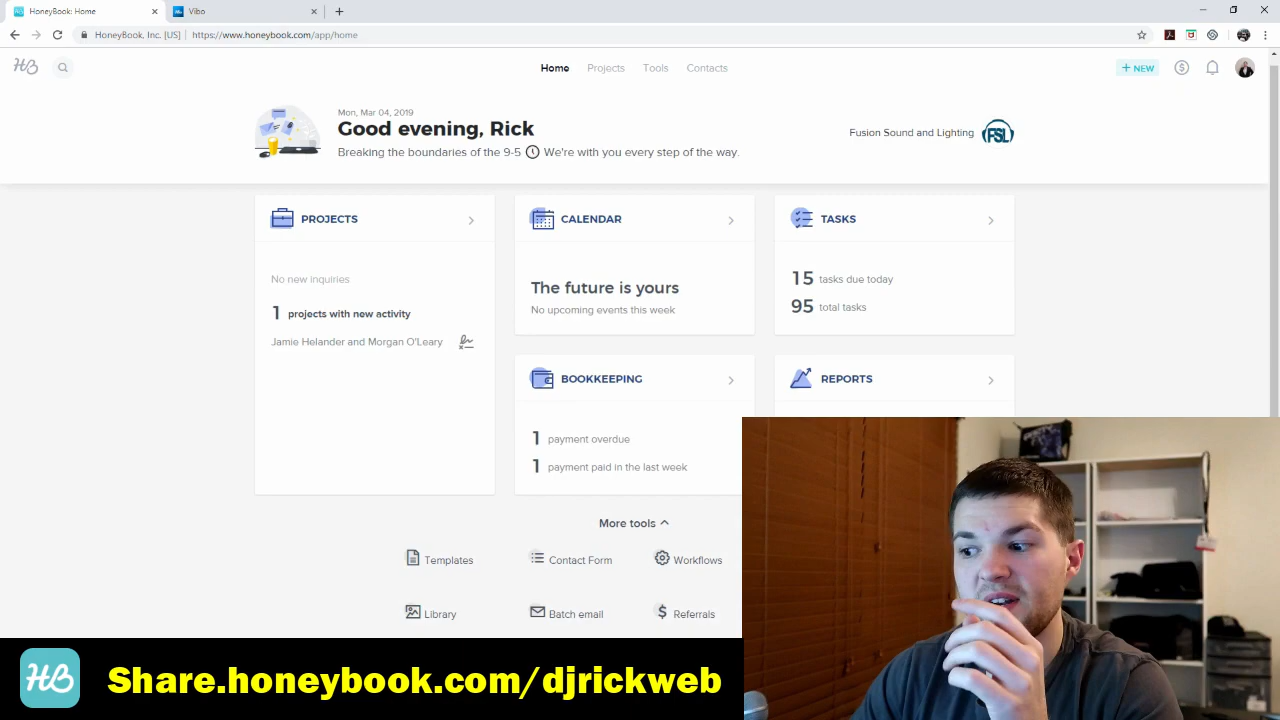 HoneyBook - Home
Vibo
HoneyBook, Inc. [US]
https://www.honeybook.com/app/home
HB
Home
Projects
Tools
Contacts
+ NEW
Mon, Mar 04, 2019
Good evening, Rick
Breaking the boundaries of the 9-5 We're with you every step of the way.
Fusion Sound and Lighting
FSL
PROJECTS
No new inquiries
1 projects with new activity
Jamie Helander and Morgan O'Leary
CALENDAR
The future is yours
No upcoming events this week
TASKS
15 tasks due today
95 total tasks
BOOKKEEPING
1 payment overdue
1 payment paid in the last week
REPORTS
More tools
Templates
Contact Form
Workflows
Library
Batch email
$ Referrals
HB
Share.honeybook.com/djrickweb